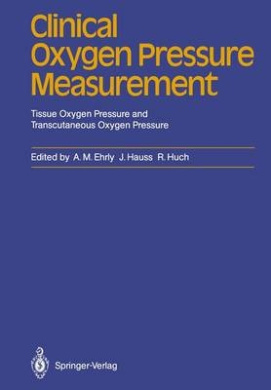 Clinical
Oxygen Pressure
Measurement
Tissue Oxygen Pressure and
Transcutaneous Oxygen Pressure
Edited by A. M. Ehrly J. Hauss R. Huch
Springer-Verlag